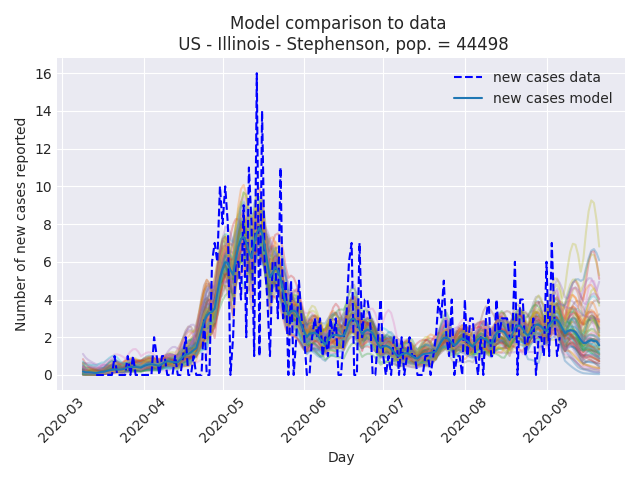 Model comparison to data
US - Illinois - Stephenson, pop. = 44498
new cases data
new cases model
Number of new cases reported
16
14
12
10
8
6
4
2
0
2020-03
2020-04
2020-05
2020-06
2020-07
2020-08
2020-09
Day